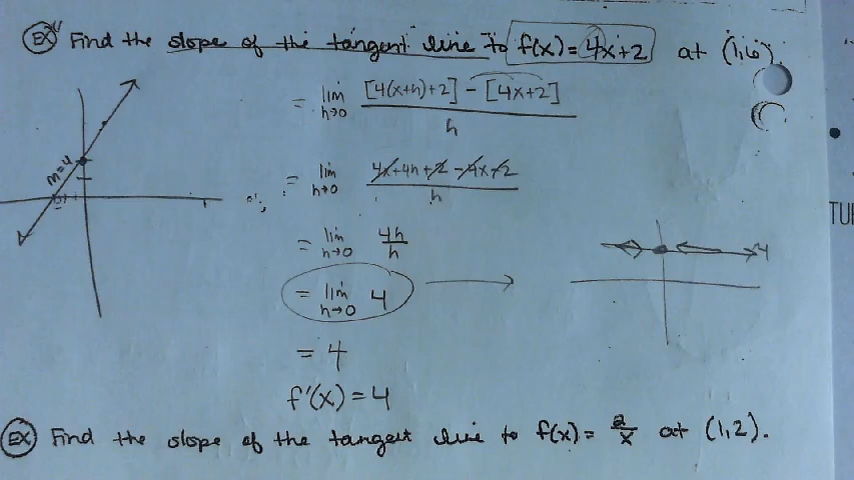 EX Find the slope of the tangent line to f(x) = 4x+2 at (1,6).
= lim h→0 [4(x+h)+2] - [4x+2] / h
m=4
= lim h→0 4x+4h+2-4x-2 / h
= lim h→0 4h / h
4
= lim h→0 4
= 4
f'(x) = 4
EX Find the slope of the tangent line to f(x) = 2/x at (1,2).